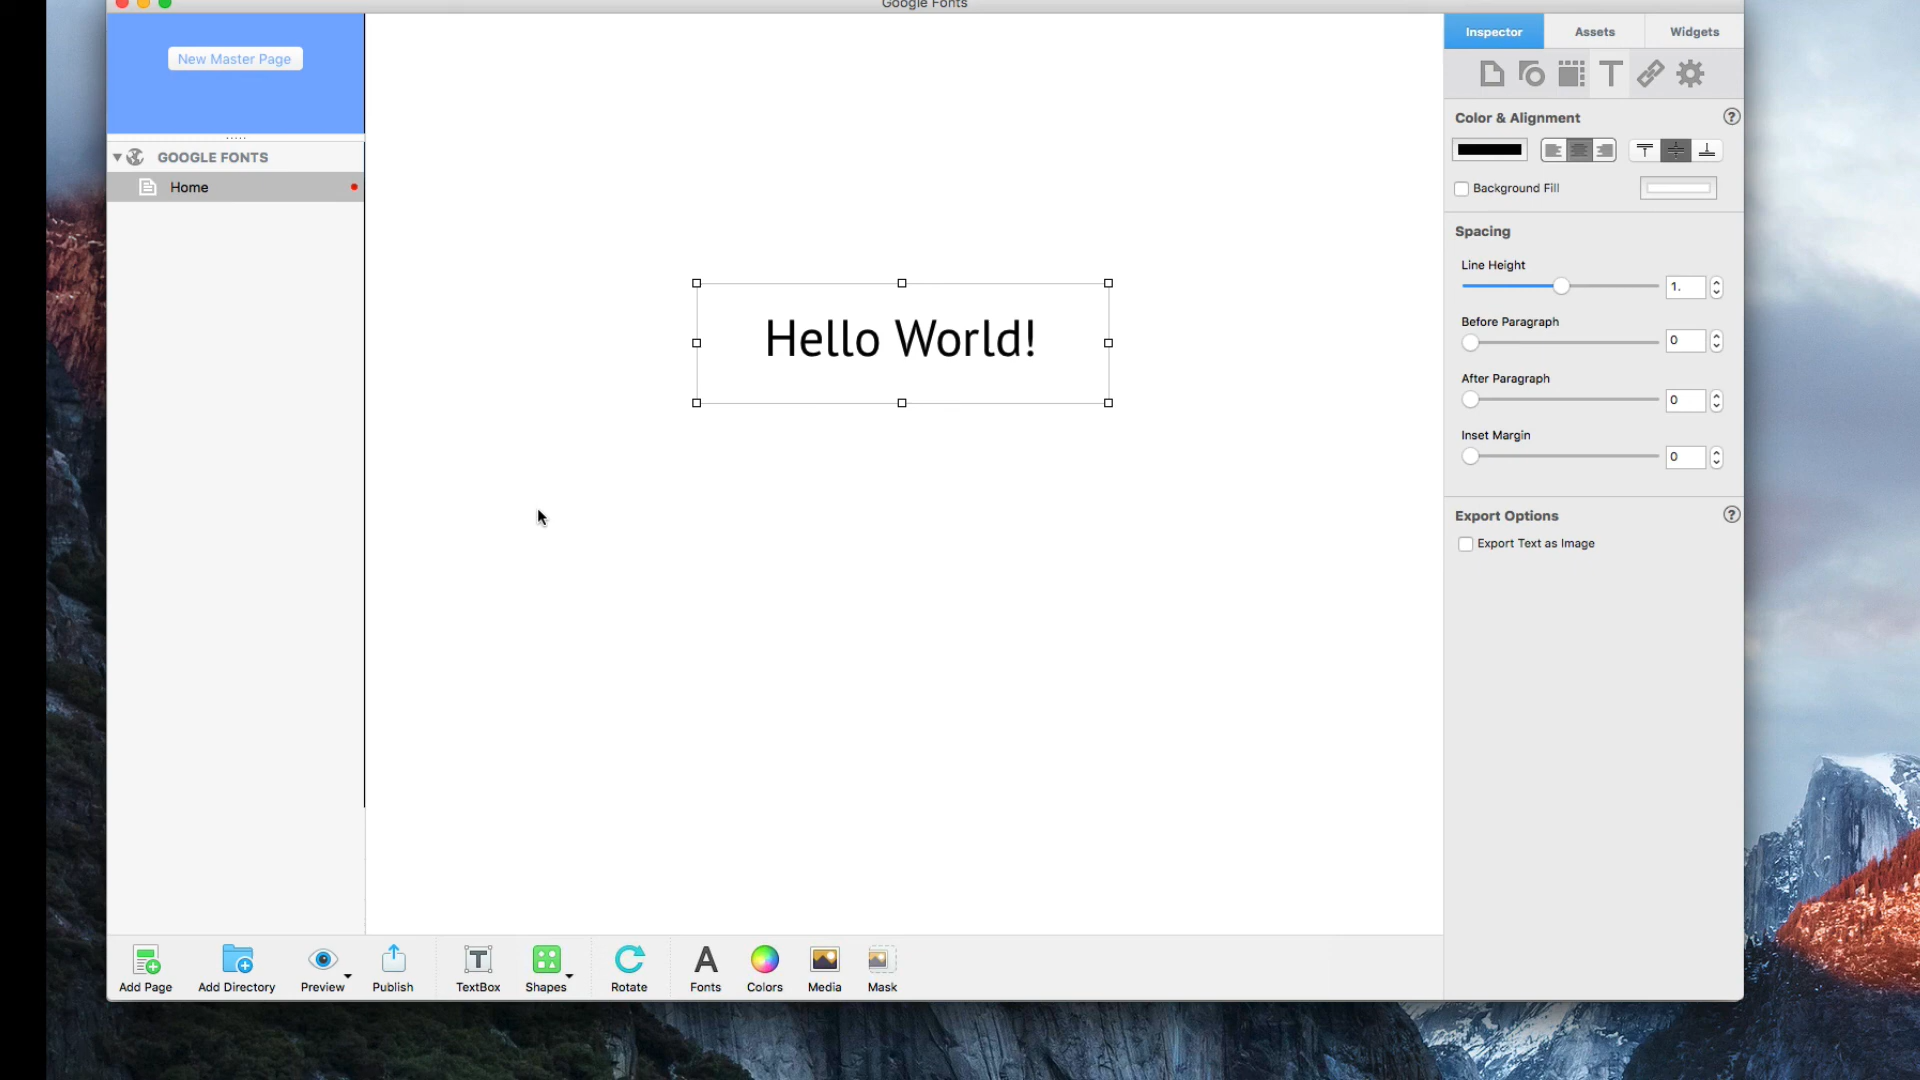 Google Fonts
New Master Page
GOOGLE FONTS
Home
Hello World!
Inspector
Assets
Widgets
T
Color & Alignment
?
Background Fill
Spacing
Line Height
1.
Before Paragraph
0
After Paragraph
0
Inset Margin
0
Export Options
?
Export Text as Image
Add Page
Add Directory
Preview
Publish
T
TextBox
Shapes
Rotate
A
Fonts
Colors
Media
Mask